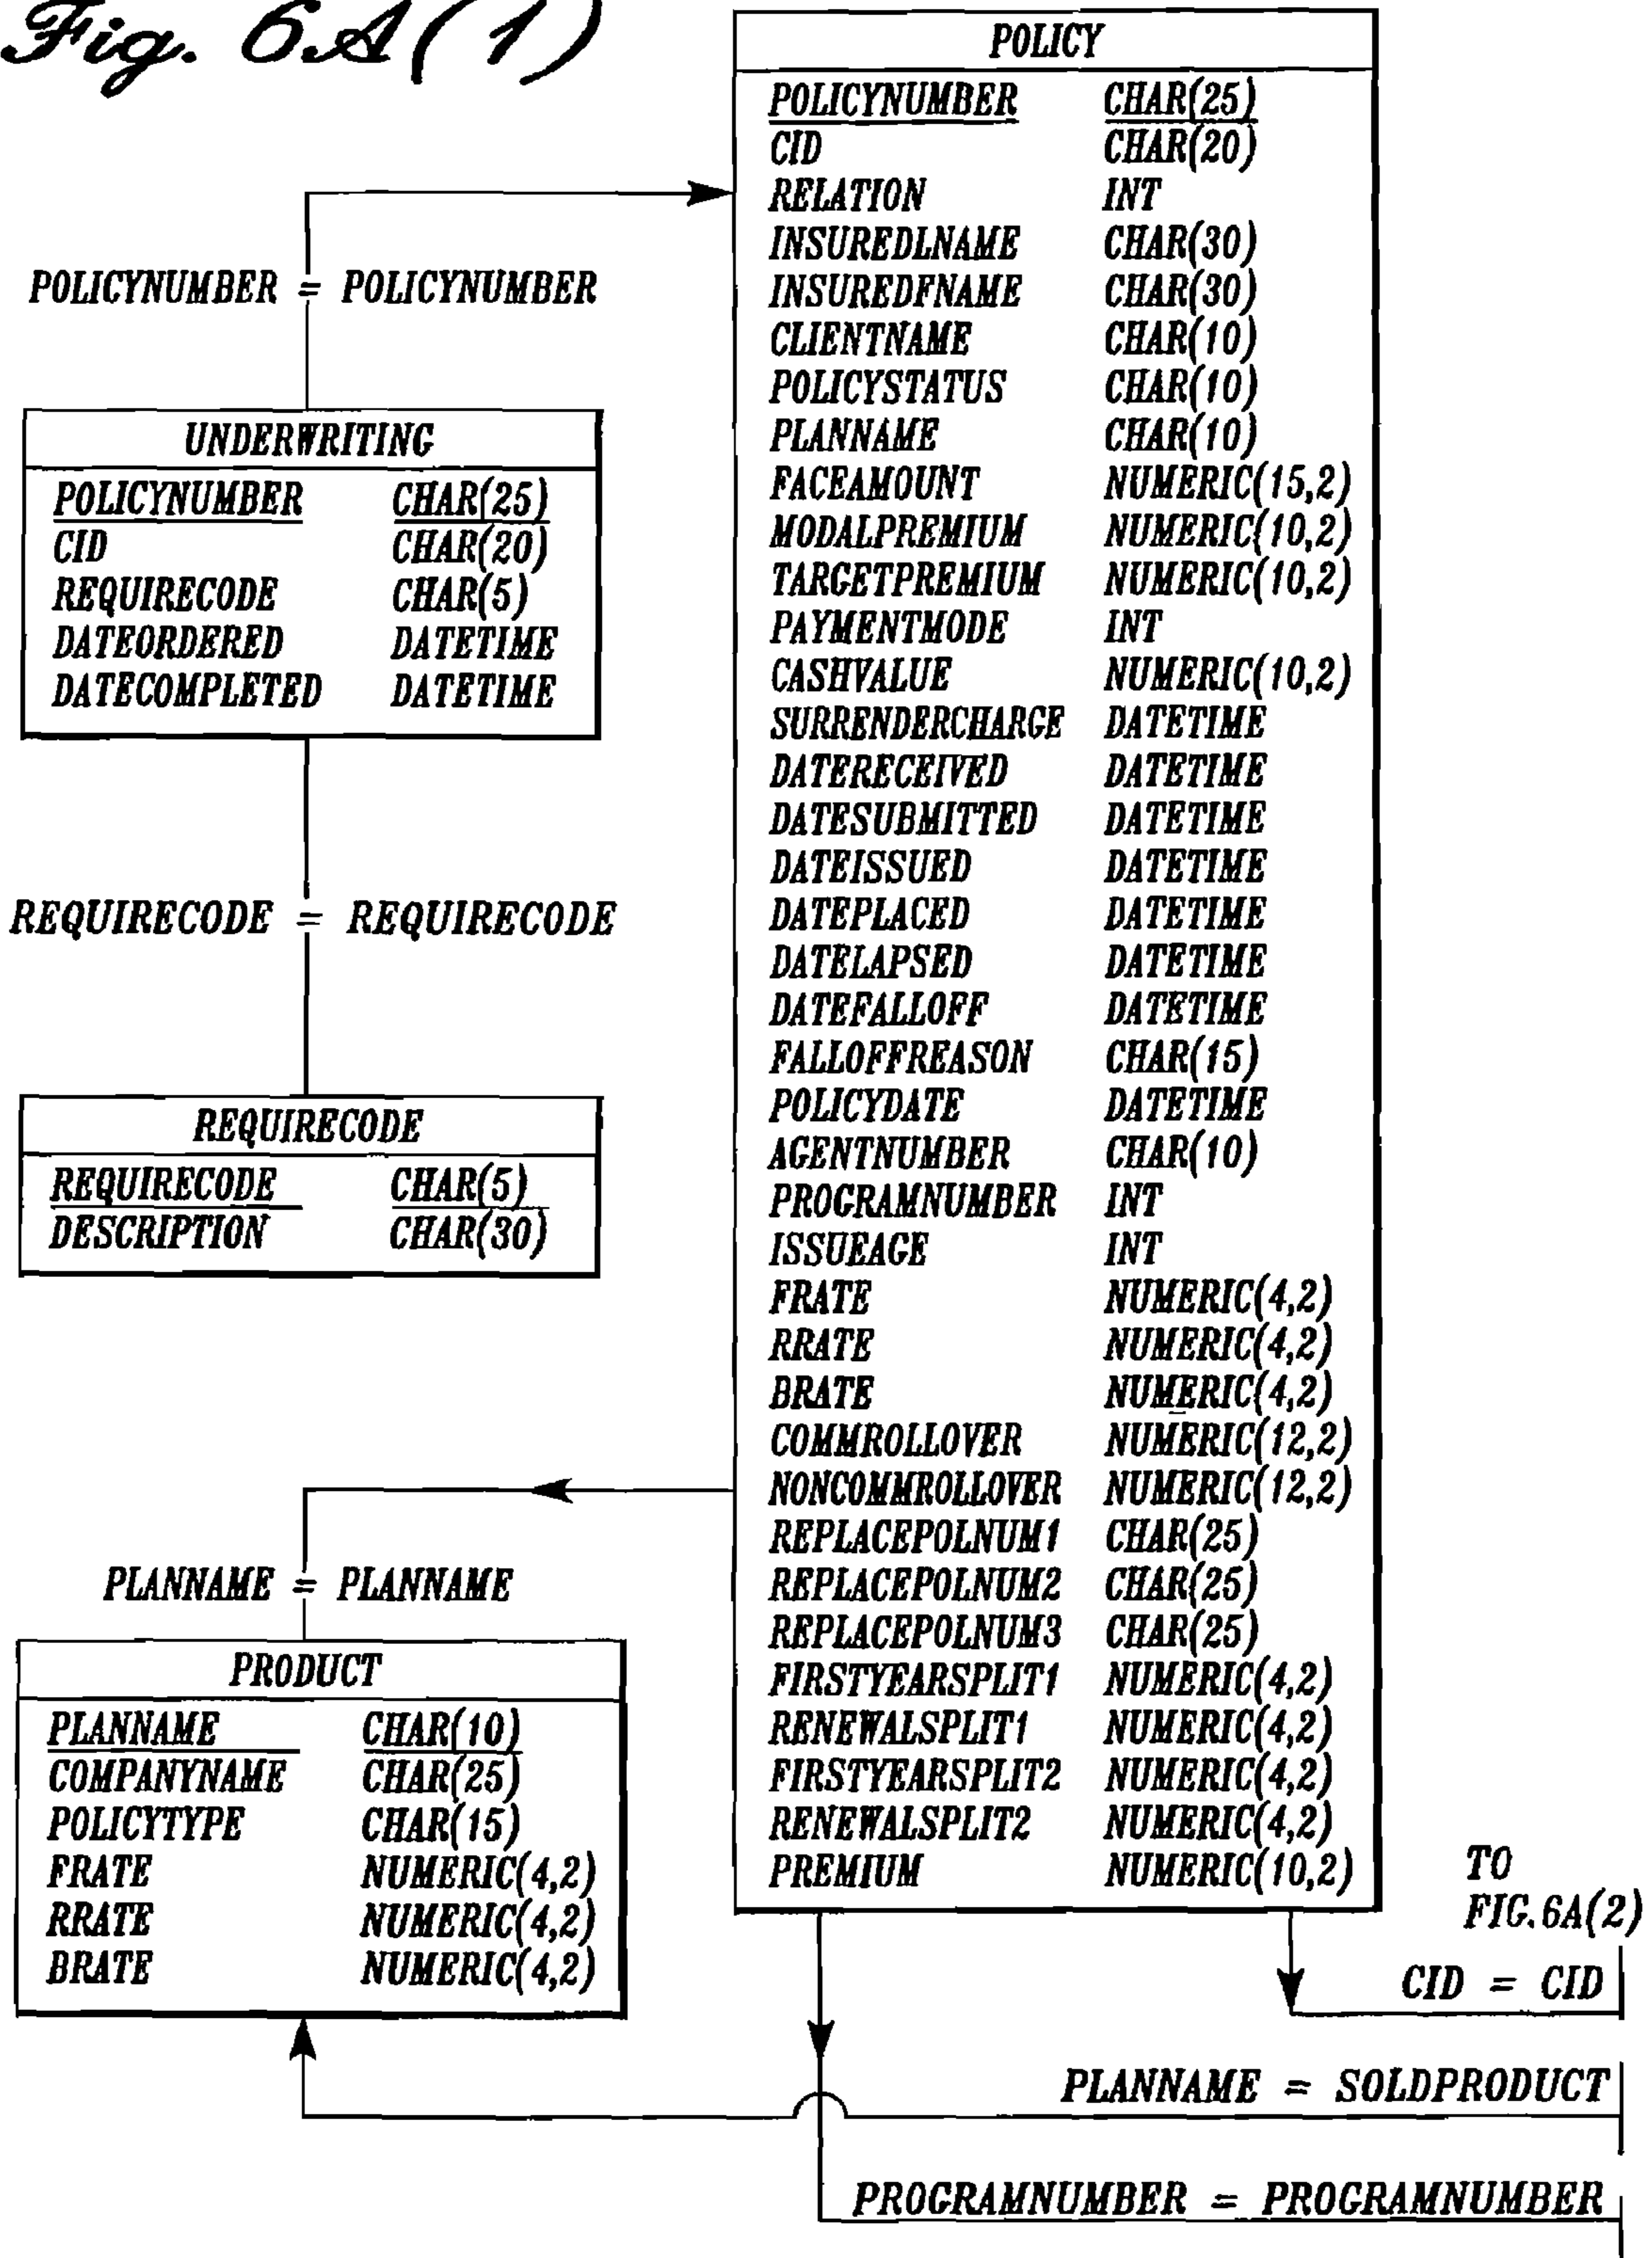 Fig. 6A(1)
POLICY
POLICYNUMBER CHAR(25)
CID CHAR(20)
RELATION INT
INSUREDLNAME CHAR(30)
INSUREDFNAME CHAR(30)
CLIENTNAME CHAR(10)
POLICYSTATUS CHAR(10)
PLANNAME CHAR(10)
FACEAMOUNT NUMERIC(15,2)
MODALPREMIUM NUMERIC(10,2)
TARGETPREMIUM NUMERIC(10,2)
PAYMENTMODE INT
CASHVALUE NUMERIC(10,2)
SURRENDERCHARGE DATETIME
DATERECEIVED DATETIME
DATESUBMITTED DATETIME
DATEISSUED DATETIME
DATEPLACED DATETIME
DATELAPSED DATETIME
DATEFALLOFF DATETIME
FALLOFFREASON CHAR(15)
POLICYDATE DATETIME
AGENTNUMBER CHAR(10)
PROGRAMNUMBER INT
ISSUEAGE INT
FRATE NUMERIC(4,2)
RRATE NUMERIC(4,2)
BRATE NUMERIC(4,2)
COMMROLLOVER NUMERIC(12,2)
NONCOMMROLLOVER NUMERIC(12,2)
REPLACEPOLNUM1 CHAR(25)
REPLACEPOLNUM2 CHAR(25)
REPLACEPOLNUM3 CHAR(25)
FIRSTYEARSPLIT1 NUMERIC(4,2)
RENEWALSPLIT1 NUMERIC(4,2)
FIRSTYEARSPLIT2 NUMERIC(4,2)
RENEWALSPLIT2 NUMERIC(4,2)
PREMIUM NUMERIC(10,2)
POLICYNUMBER = POLICYNUMBER
UNDERWRITING
POLICYNUMBER CHAR(25)
CID CHAR(20)
REQUIRECODE CHAR(5)
DATEORDERED DATETIME
DATECOMPLETED DATETIME
REQUIRECODE = REQUIRECODE
REQUIRECODE
REQUIRECODE CHAR(5)
DESCRIPTION CHAR(30)
PLANNAME = PLANNAME
PRODUCT
PLANNAME CHAR(10)
COMPANYNAME CHAR(25)
POLICYTYPE CHAR(15)
FRATE NUMERIC(4,2)
RRATE NUMERIC(4,2)
BRATE NUMERIC(4,2)
TO
FIG.6A(2)
CID = CID
PLANNAME = SOLDPRODUCT
PROGRAMNUMBER = PROGRAMNUMBER